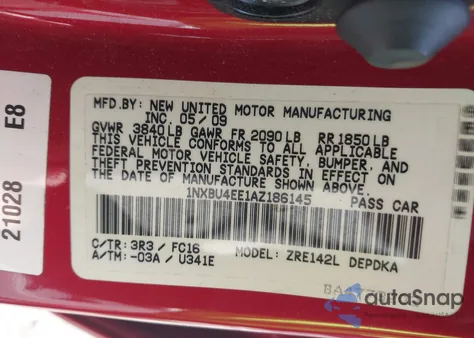 MFD.BY: NEW UNITED MOTOR MANUFACTURING
INC. 05/09
GVWR 3840LB GAWR FR 2090LB RR1850LB
THIS VEHICLE CONFORMS TO ALL APPLICABLE
FEDERAL MOTOR VEHICLE SAFETY, BUMPER, AND
THEFT PREVENTION STANDARDS IN EFFECT ON
THE DATE OF MANUFACTURE SHOWN ABOVE.
1NXBU4EE1AZ186145 PASS CAR
C/TR: 3R3 / FC16 MODEL: ZRE142L DEPDKA
A/TM: -03A / U341E
21028 E8
autaSnap